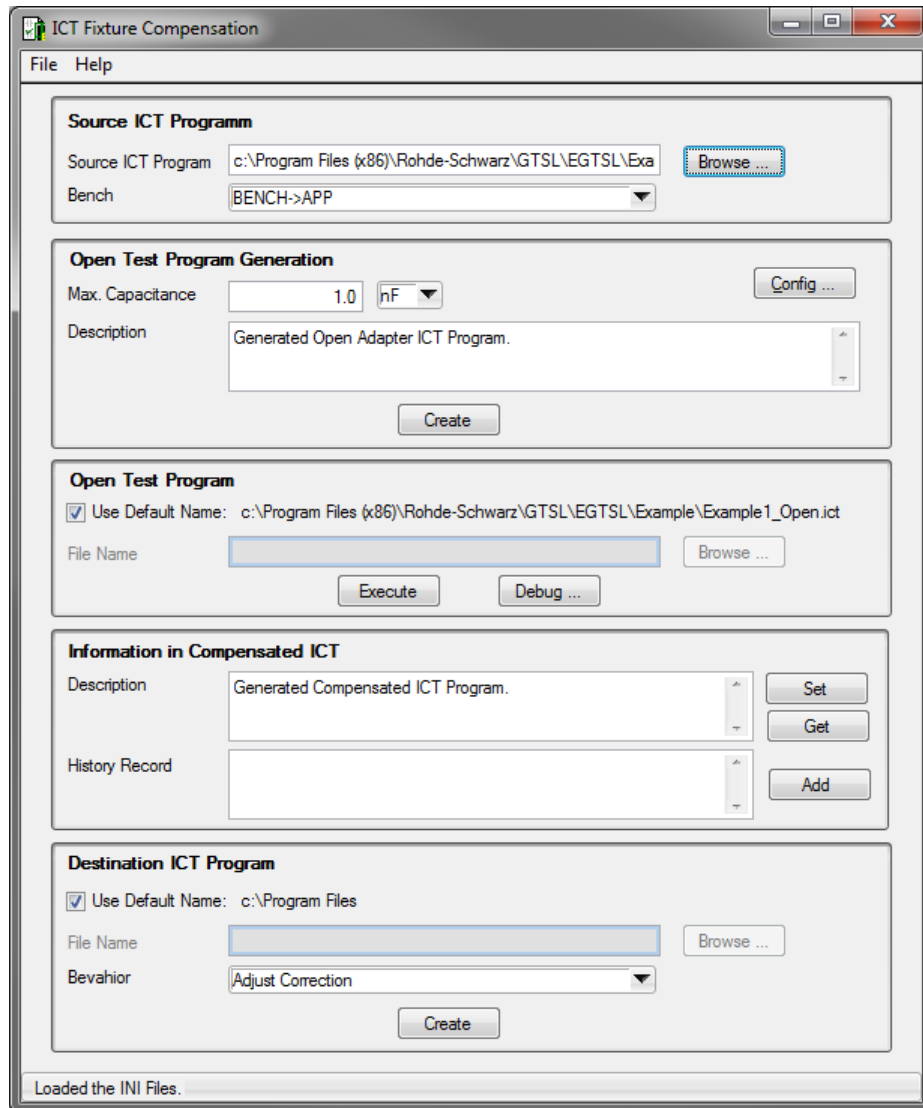 ICT Fixture Compensation
File Help
Source ICT Programm
Source ICT Program c:\Program Files (x86)\Rohde-Schwarz\GTSL\EGTSL\Exa Browse ...
Bench BENCH->APP
Open Test Program Generation
Max. Capacitance 1.0 nF Config ...
Description Generated Open Adapter ICT Program.
Create
Open Test Program
Use Default Name: c:\Program Files (x86)\Rohde-Schwarz\GTSL\EGTSL\Example\Example1_Open.ict
File Name Browse ...
Execute Debug ...
Information in Compensated ICT
Description Generated Compensated ICT Program. Set
Get
History Record
Add
Destination ICT Program
Use Default Name: c:\Program Files
File Name Browse ...
Bevahior Adjust Correction
Create
Loaded the INI Files.